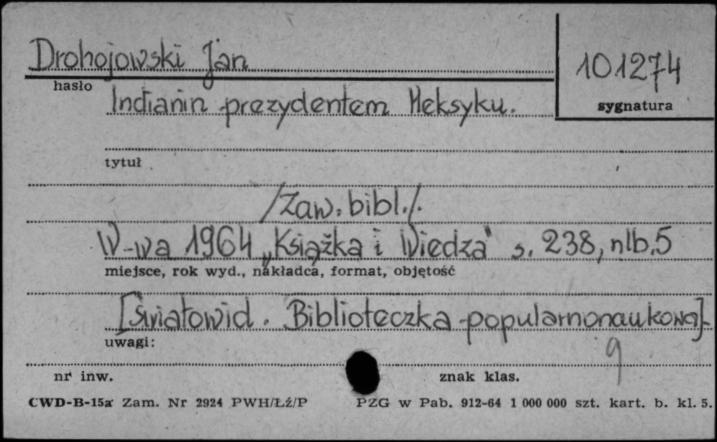 Drohojowski Jan
101274
hasło
sygnatura
Indianin prezydentem Meksyku.
tytuł
/Zaw. bibl./.
W-wa 1964 „Książka i Wiedza" s. 238, nlb. 5
miejsce, rok wyd., nakładca, format, objętość
[Światowid. Biblioteczka popularnonaukowa].
uwagi:
9
nr inw.
znak klas.
CWD-B-15a Zam. Nr 2924 PWH/Łź/P
PZG w Pab. 912-64 1 000 000 szt. kart. b. kl. 5.